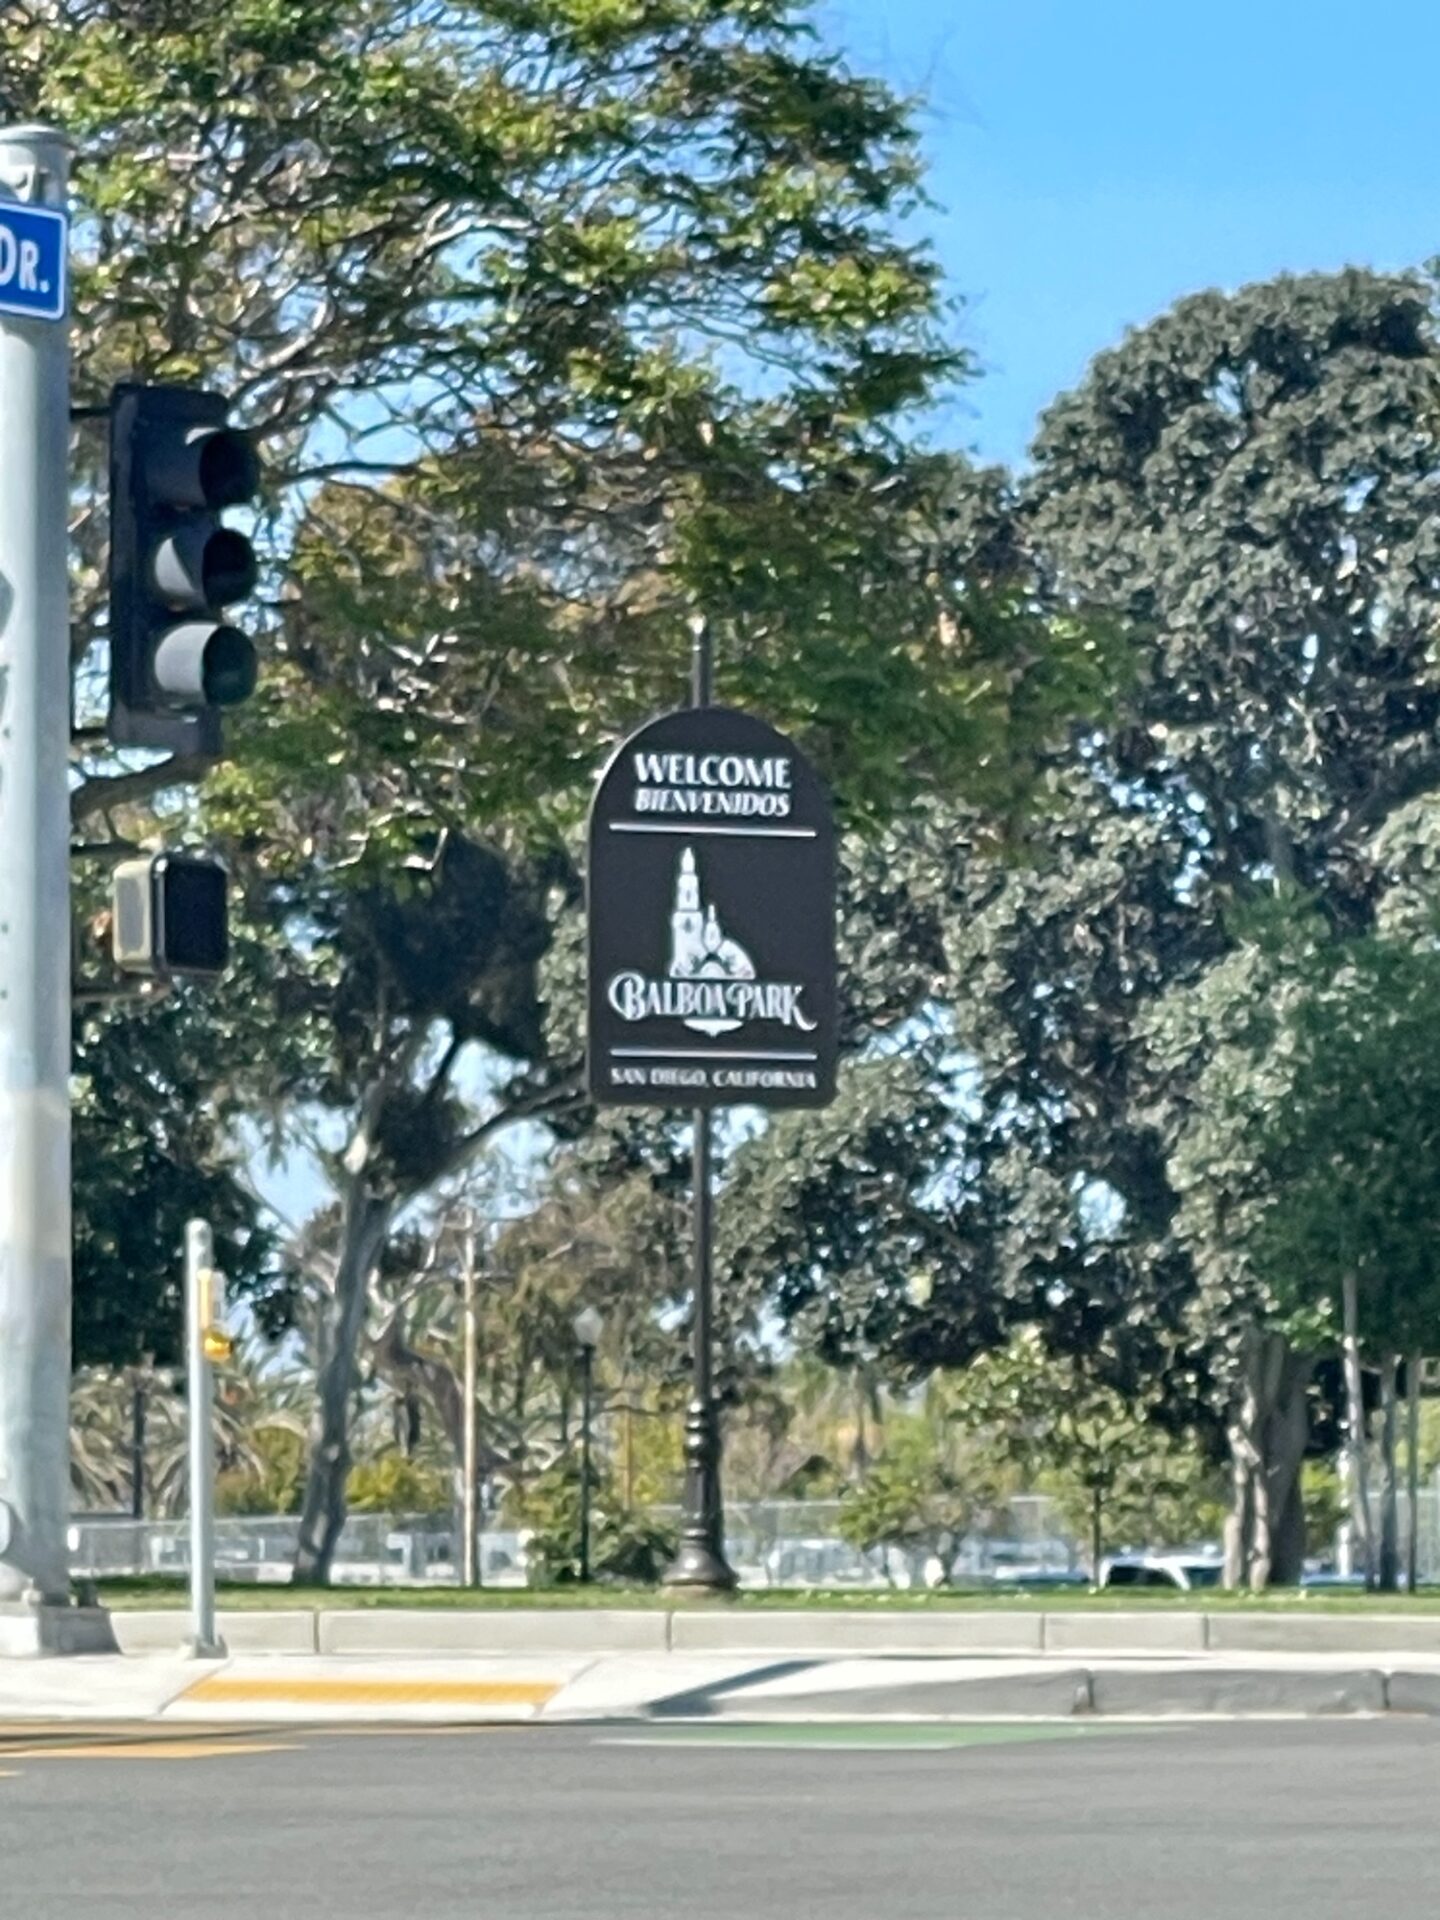 DR.
WELCOME
BIENVENIDOS
BALBOA PARK
SAN DIEGO, CALIFORNIA